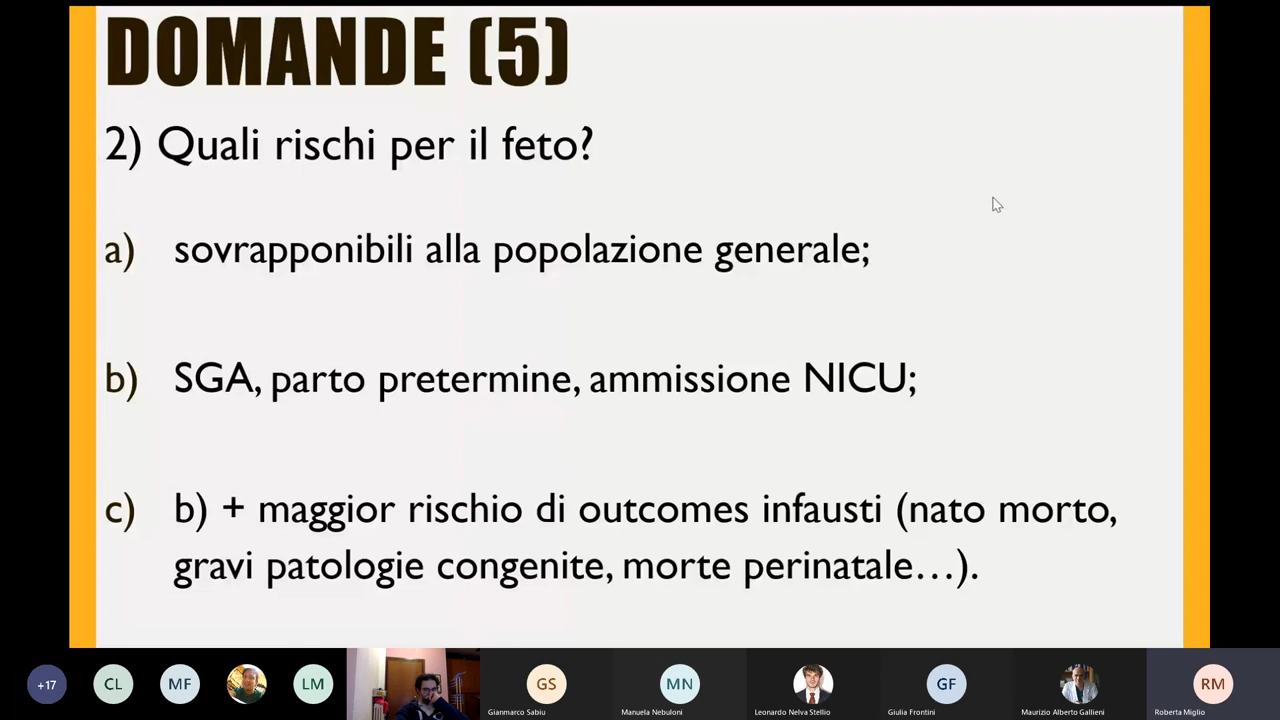 DOMANDE (5)
2) Quali rischi per il feto?
a) sovrapponibili alla popolazione generale;
b) SGA, parto pretermine, ammissione NICU;
c) b) + maggior rischio di outcomes infausti (nato morto,
gravi patologie congenite, morte perinatale…).
+17 CL MF LM GS MN GF RM
Gianmarco Sabiu Manuela Nebuloni Leonardo Nelva Stellio Giulia Frontini Maurizio Alberto Gallieni Roberta Miglio